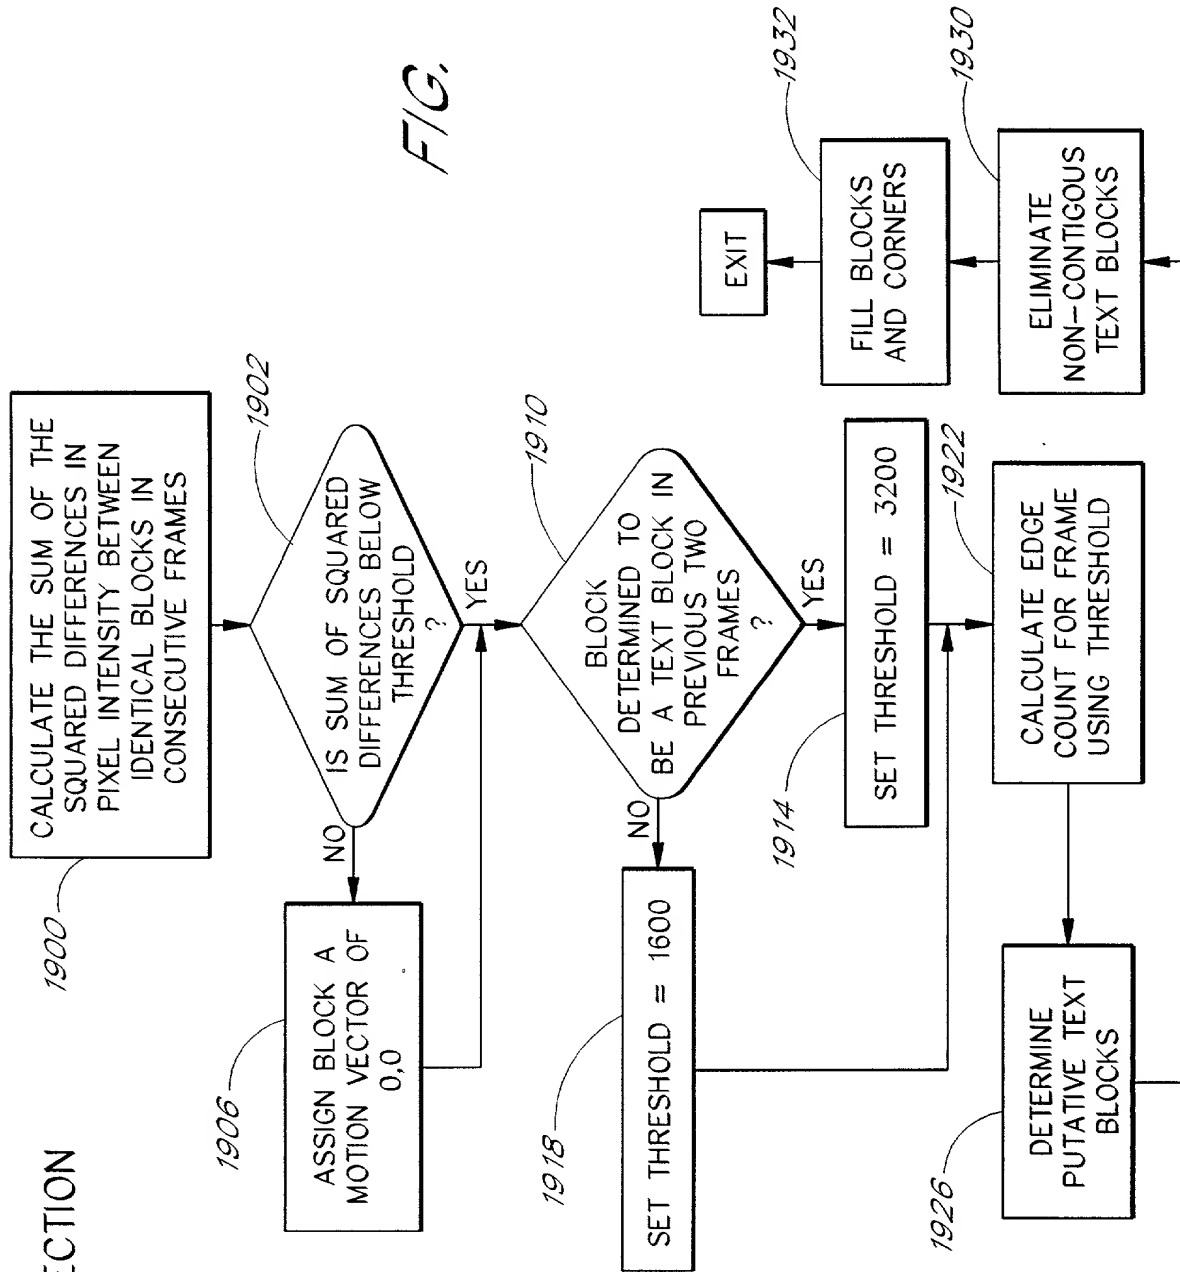 ECTION
FIG.
1900
CALCULATE THE SUM OF THE
SQUARED DIFFERENCES IN
PIXEL INTENSITY BETWEEN
IDENTICAL BLOCKS IN
CONSECUTIVE FRAMES
1902
IS SUM OF SQUARED
DIFFERENCES BELOW
THRESHOLD
?
NO
YES
1906
ASSIGN BLOCK A
MOTION VECTOR OF
0,0
1910
BLOCK
DETERMINED TO
BE A TEXT BLOCK IN
PREVIOUS TWO
FRAMES
?
NO
YES
1918
SET THRESHOLD = 1600
1914
SET THRESHOLD = 3200
1922
CALCULATE EDGE
COUNT FOR FRAME
USING THRESHOLD
1926
DETERMINE
PUTATIVE TEXT
BLOCKS
1930
ELIMINATE
NON-CONTIGOUS
TEXT BLOCKS
1932
FILL BLOCKS
AND CORNERS
EXIT